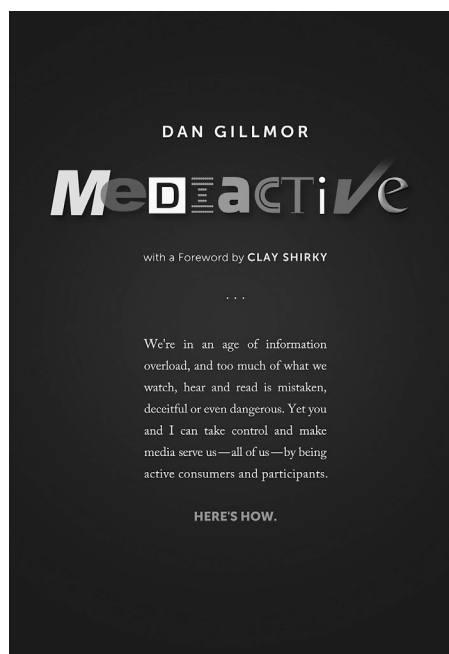 DAN GILLMOR
MeDIacTive
with a Foreword by CLAY SHIRKY
...
We're in an age of information
overload, and too much of what we
watch, hear and read is mistaken,
deceitful or even dangerous. Yet you
and I can take control and make
media serve us—all of us—by being
active consumers and participants.
HERE'S HOW.